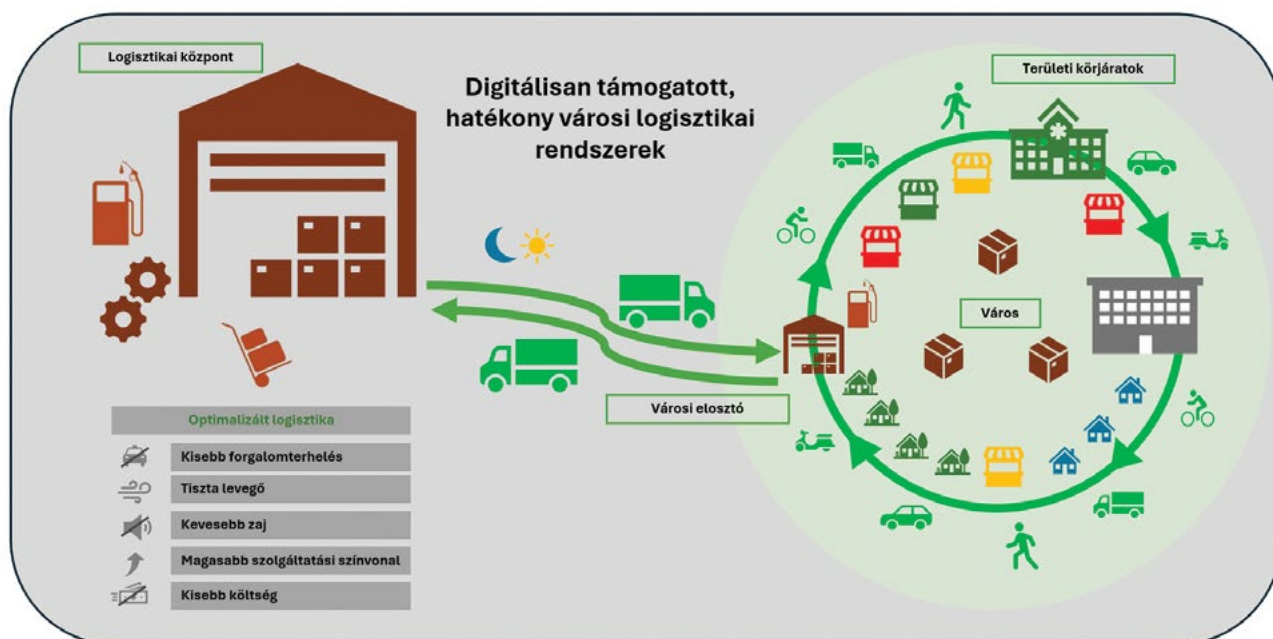 Logisztikai központ
Digitálisan támogatott,
hatékony városi logisztikai
rendszerek
Területi körjáratok
Város
Városi elosztó
Optimalizált logisztika
Kisebb forgalomterhelés
Tiszta levegő
Kevesebb zaj
Magasabb szolgáltatási színvonal
Kisebb költség